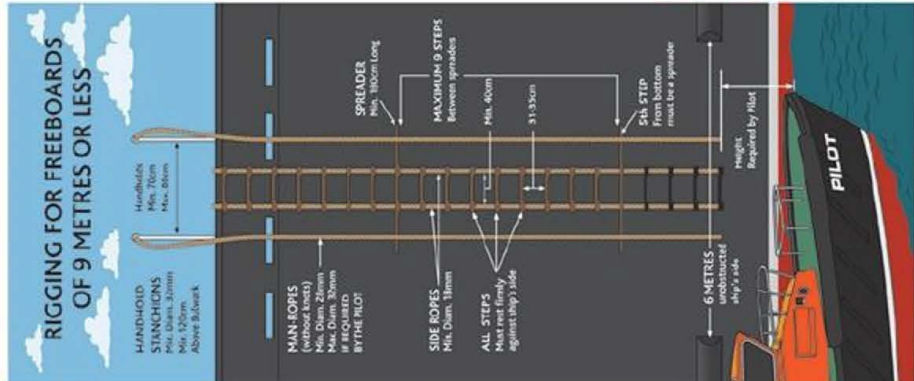 RIGGING FOR FREEBOARDS
OF 9 METRES OR LESS
HANDHOLD
STANCHIONS
Min. Diam. 32mm
Min. 120cm
Above Bulwark
Handholds
Min. 70cm
Max. 80cm
MAN-ROPES
(without knots)
Min. Diam. 28mm
Max. Diam. 32mm
IF REQUIRED
BY THE PILOT
SIDE ROPES
Min. Diam. 18mm
ALL STEPS
Must rest firmly
against ship's side
SPREADER
Min. 180cm Long
MAXIMUM 9 STEPS
Between spreaders
Min. 40cm
31-35cm
5th STEP
From bottom
must be a spreader
Height
Required by Pilot
6 METRES
unobstructed
ship's side
PILOT